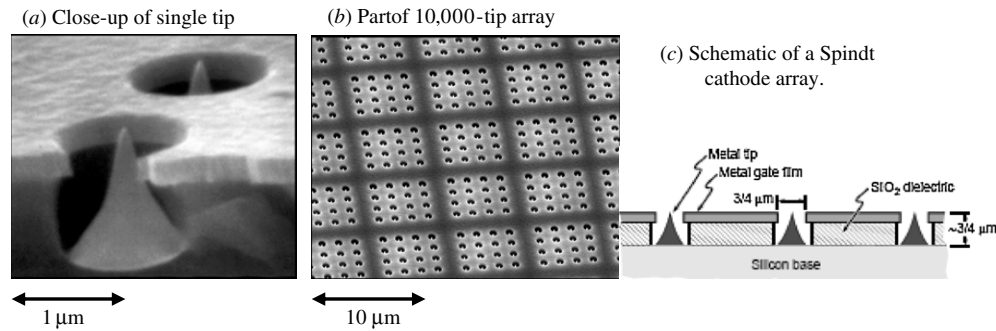 (a) Close-up of single tip
(b) Partof 10,000-tip array
(c) Schematic of a Spindt
cathode array.
Metal tip
Metal gate film
3/4 μm
SiO2 dielectric
~3/4 μm
Silicon base
1 μm
10 μm